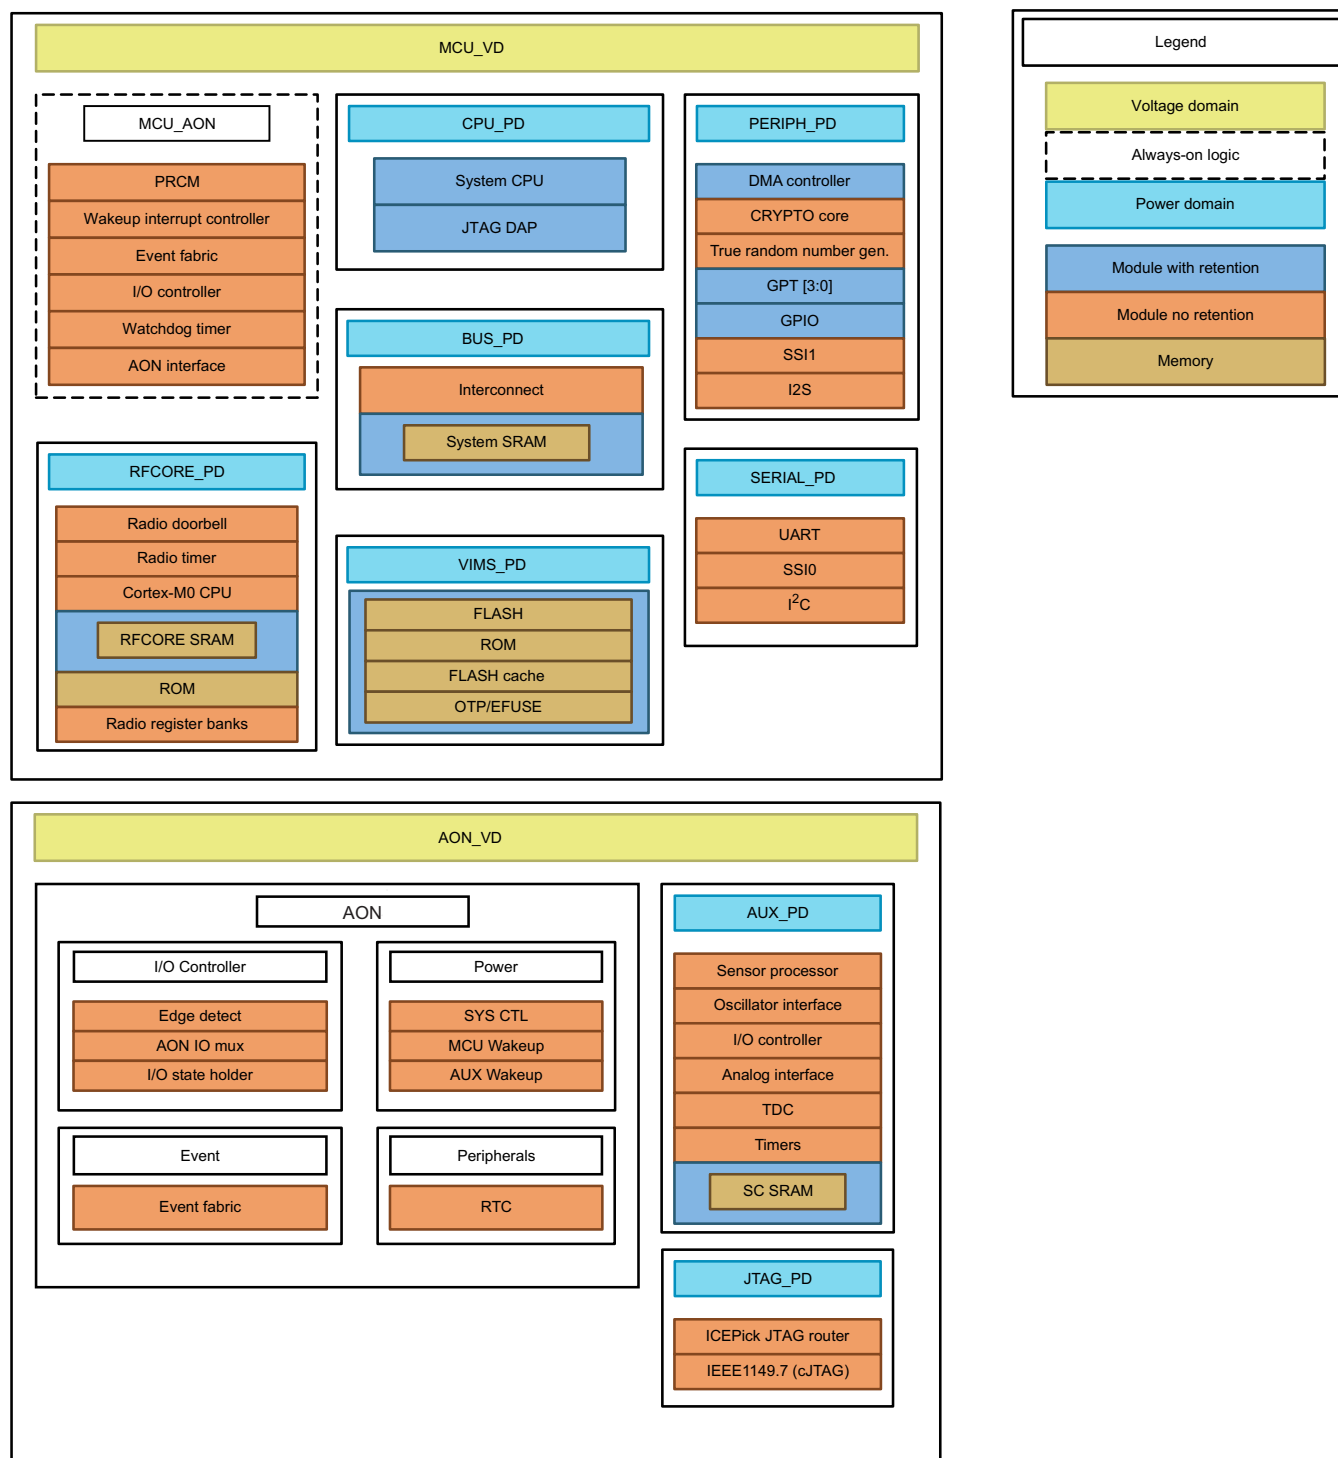 MCU_VD
MCU_AON
PRCM
Wakeup interrupt controller
Event fabric
I/O controller
Watchdog timer
AON interface
CPU_PD
System CPU
JTAG DAP
PERIPH_PD
DMA controller
CRYPTO core
True random number gen.
GPT [3:0]
GPIO
SSI1
I2S
BUS_PD
Interconnect
System SRAM
RFCORE_PD
Radio doorbell
Radio timer
Cortex-M0 CPU
RFCORE SRAM
ROM
Radio register banks
VIMS_PD
FLASH
ROM
FLASH cache
OTP/EFUSE
SERIAL_PD
UART
SSI0
I²C
Legend
Voltage domain
Always-on logic
Power domain
Module with retention
Module no retention
Memory
AON_VD
AON
I/O Controller
Edge detect
AON IO mux
I/O state holder
Power
SYS CTL
MCU Wakeup
AUX Wakeup
Event
Event fabric
Peripherals
RTC
AUX_PD
Sensor processor
Oscillator interface
I/O controller
Analog interface
TDC
Timers
SC SRAM
JTAG_PD
ICEPick JTAG router
IEEE1149.7 (cJTAG)